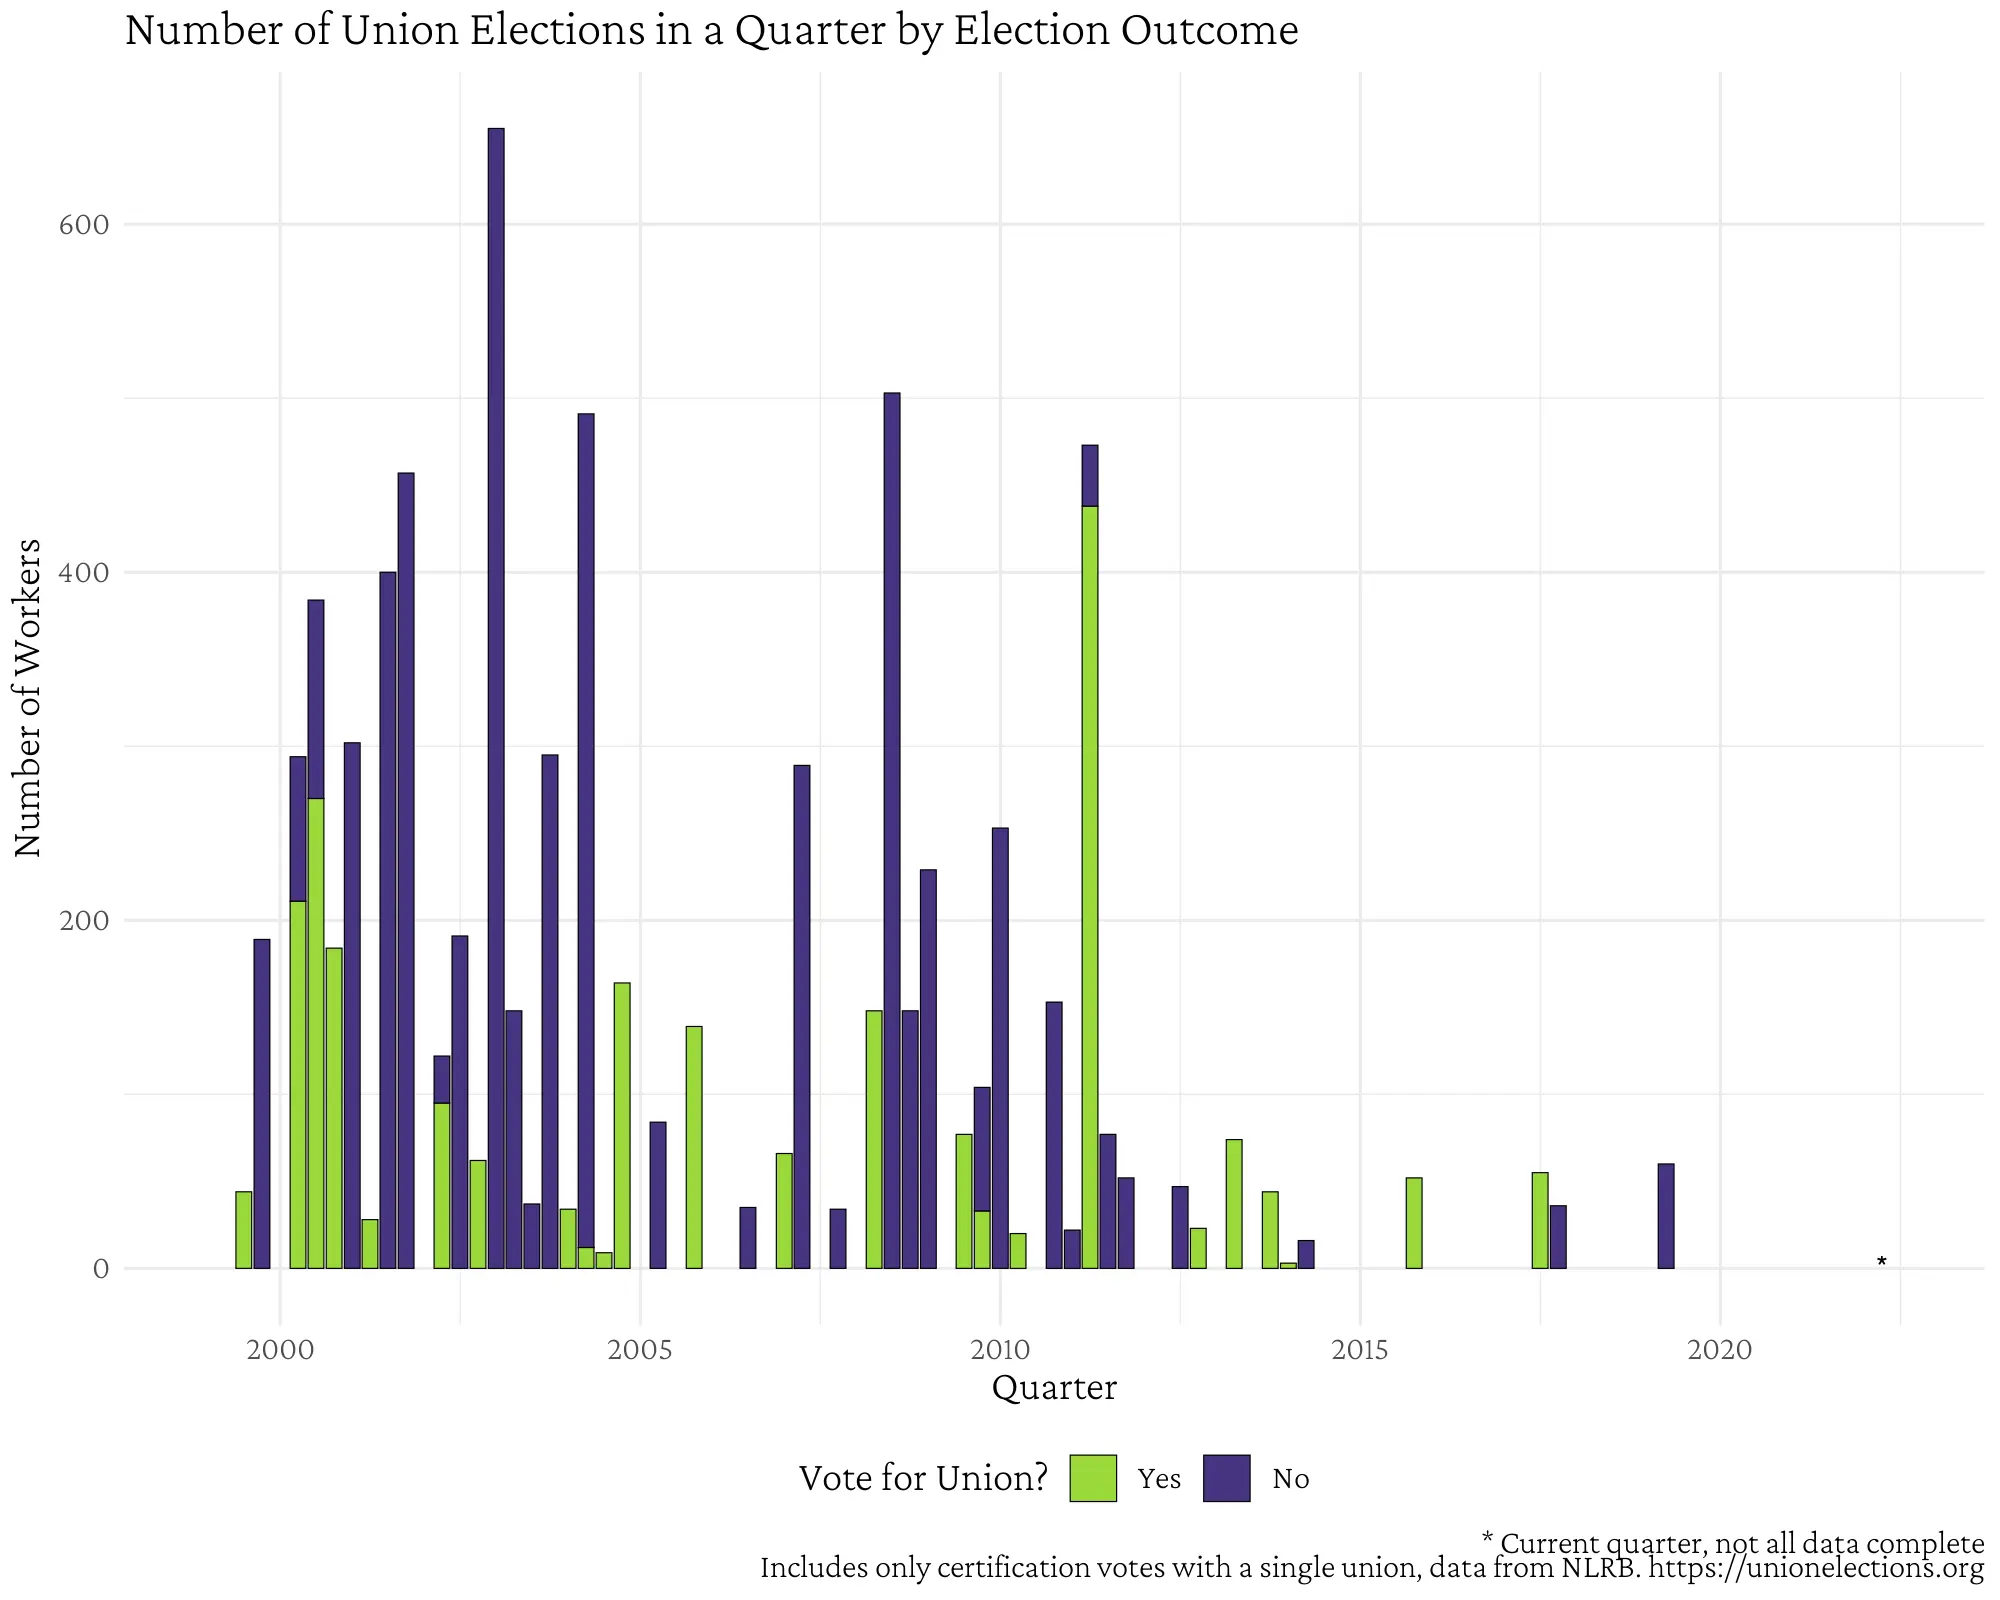 Number of Union Elections in a Quarter by Election Outcome
Number of Workers
600
400
200
0
*
2000 2005 2010 2015 2020
Quarter
Vote for Union? Yes No
* Current quarter, not all data complete
Includes only certification votes with a single union, data from NLRB. https://unionelections.org